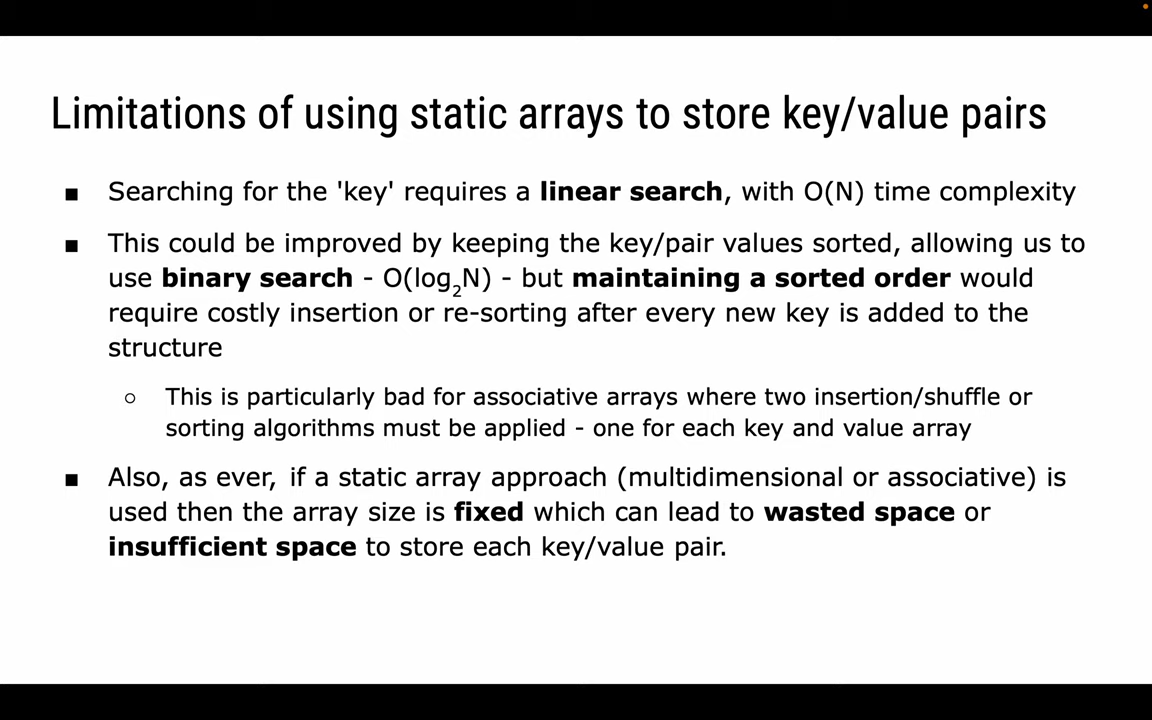 Limitations of using static arrays to store key/value pairs
■ Searching for the 'key' requires a linear search, with O(N) time complexity
■ This could be improved by keeping the key/pair values sorted, allowing us to
use binary search - O(log₂N) - but maintaining a sorted order would
require costly insertion or re-sorting after every new key is added to the
structure
○ This is particularly bad for associative arrays where two insertion/shuffle or
sorting algorithms must be applied - one for each key and value array
■ Also, as ever, if a static array approach (multidimensional or associative) is
used then the array size is fixed which can lead to wasted space or
insufficient space to store each key/value pair.